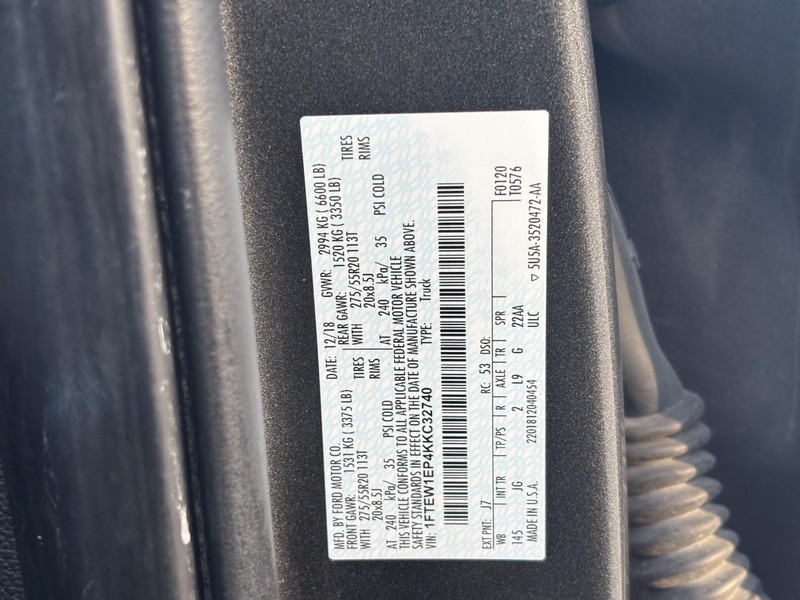 MFD. BY FORD MOTOR CO.
DATE: 12/18 GVWR: 2994 KG ( 6600 LB)
FRONT GAWR: 1531 KG ( 3375 LB) REAR GAWR: 1520 KG ( 3350 LB)
WITH 275/55R20 113T TIRES WITH 275/55R20 113T TIRES
20x8.5J RIMS 20x8.5J RIMS
AT 240 kPa/ 35 PSI COLD AT 240 kPa/ 35 PSI COLD
THIS VEHICLE CONFORMS TO ALL APPLICABLE FEDERAL MOTOR VEHICLE
SAFETY STANDARDS IN EFFECT ON THE DATE OF MANUFACTURE SHOWN ABOVE.
VIN: 1FTEW1EP4KKC32740 TYPE: Truck
EXT PNT: J7 RC: 53 DSO: F0120
WB INT TR TP/PS R AXLE TR SPR T0576
145 JG 2 L9 G 22AA
MADE IN U.S.A. 2201812040454 ULC ▽ 5U5A-3520472-AA